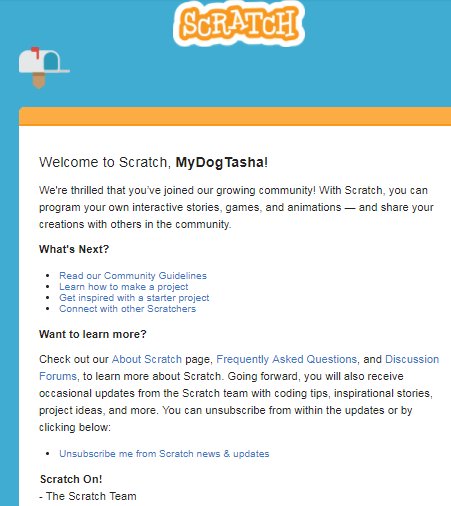 SCRATCH
Welcome to Scratch, MyDogTasha!
We're thrilled that you've joined our growing community! With Scratch, you can
program your own interactive stories, games, and animations — and share your
creations with others in the community.
What's Next?
• Read our Community Guidelines
• Learn how to make a project
• Get inspired with a starter project
• Connect with other Scratchers
Want to learn more?
Check out our About Scratch page, Frequently Asked Questions, and Discussion
Forums, to learn more about Scratch. Going forward, you will also receive
occasional updates from the Scratch team with coding tips, inspirational stories,
project ideas, and more. You can unsubscribe from within the updates or by
clicking below:
• Unsubscribe me from Scratch news & updates
Scratch On!
- The Scratch Team